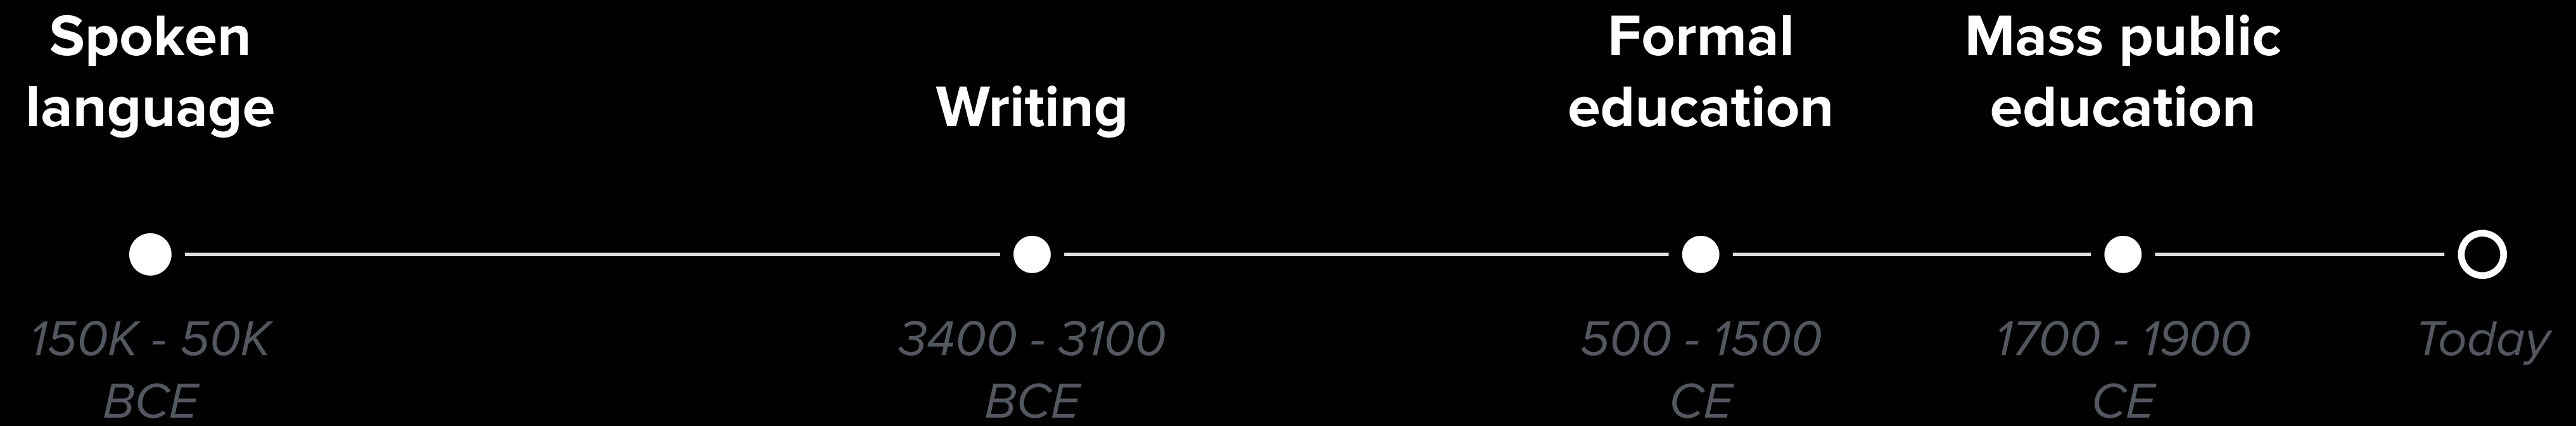 Spoken
language
Writing
Formal
education
Mass public
education
150K - 50K
BCE
3400 - 3100
BCE
500 - 1500
CE
1700 - 1900
CE
Today